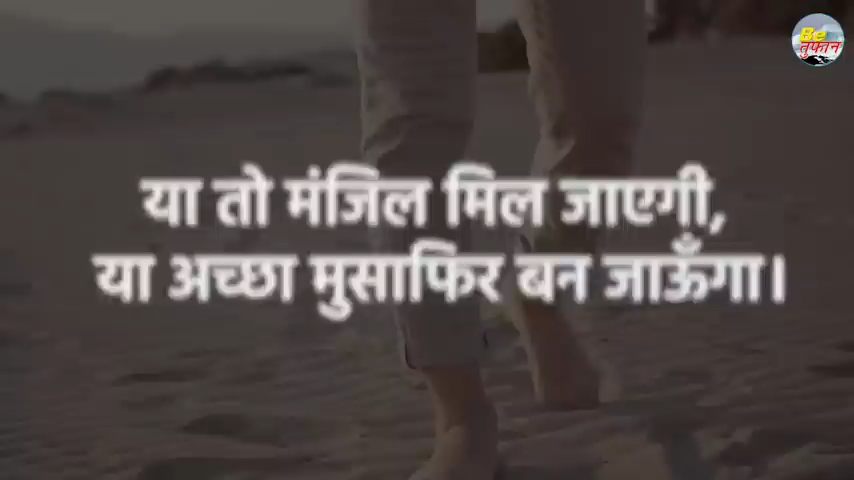 Be
तुफान
या तो मंजिल मिल जाएगी,
या अच्छा मुसाफिर बन जाऊँगा।